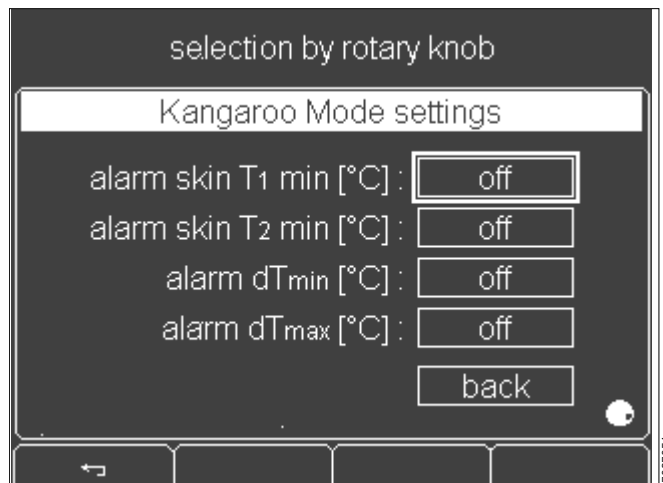 selection by rotary knob
Kangaroo Mode settings
alarm skin T1 min [°C] : off
alarm skin T2 min [°C] : off
alarm dTmin [°C] : off
alarm dTmax [°C] : off
back